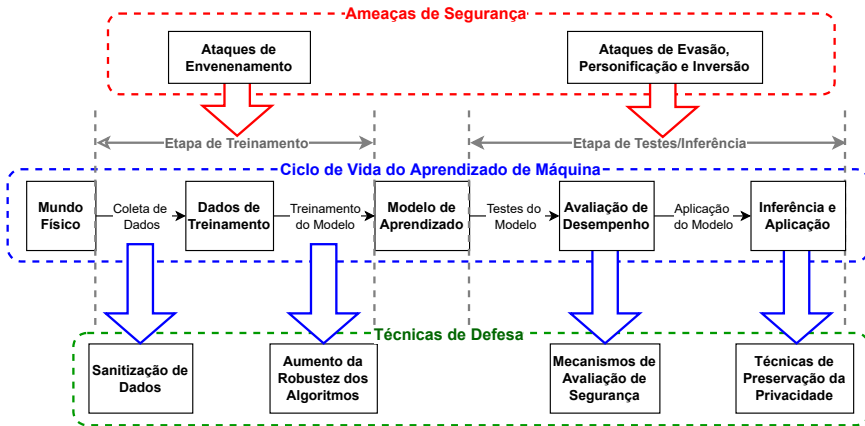 Ameaças de Segurança
Ataques de
Envenenamento
Ataques de Evasão,
Personificação e Inversão
Etapa de Treinamento
Etapa de Testes/Inferência
Ciclo de Vida do Aprendizado de Máquina
Mundo
Físico
Coleta de
Dados
Dados de
Treinamento
Treinamento
do Modelo
Modelo de
Aprendizado
Testes do
Modelo
Avaliação de
Desempenho
Aplicação
do Modelo
Inferência e
Aplicação
Técnicas de Defesa
Sanitização de
Dados
Aumento da
Robustez dos
Algoritmos
Mecanismos de
Avaliação de
Segurança
Técnicas de
Preservação da
Privacidade